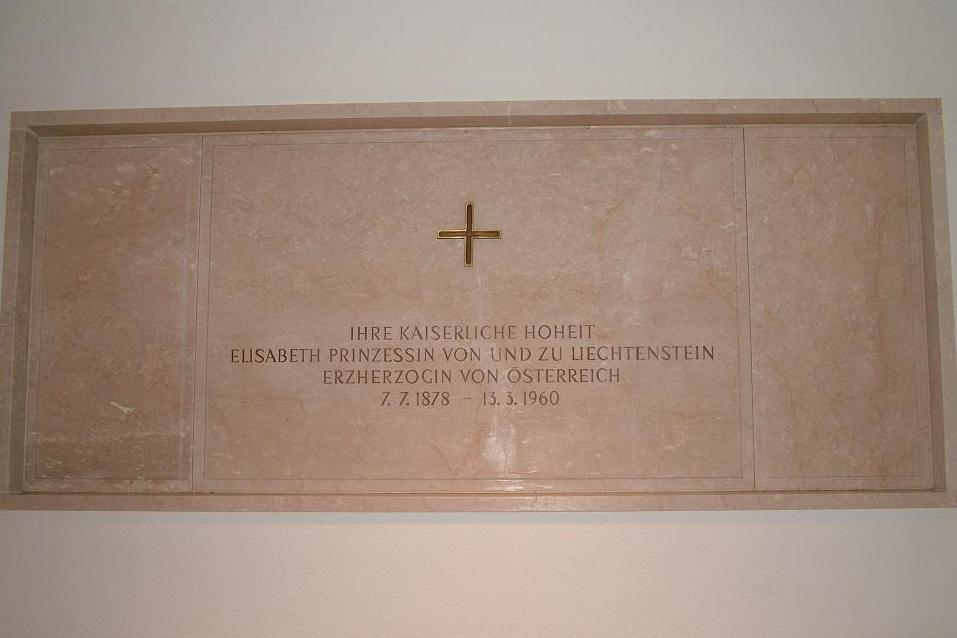 IHRE KAISERLICHE HOHEIT
ELISABETH PRINZESSIN VON UND ZU LIECHTENSTEIN
ERZHERZOGIN VON ÖSTERREICH
7. 7. 1878 – 13. 3. 1960